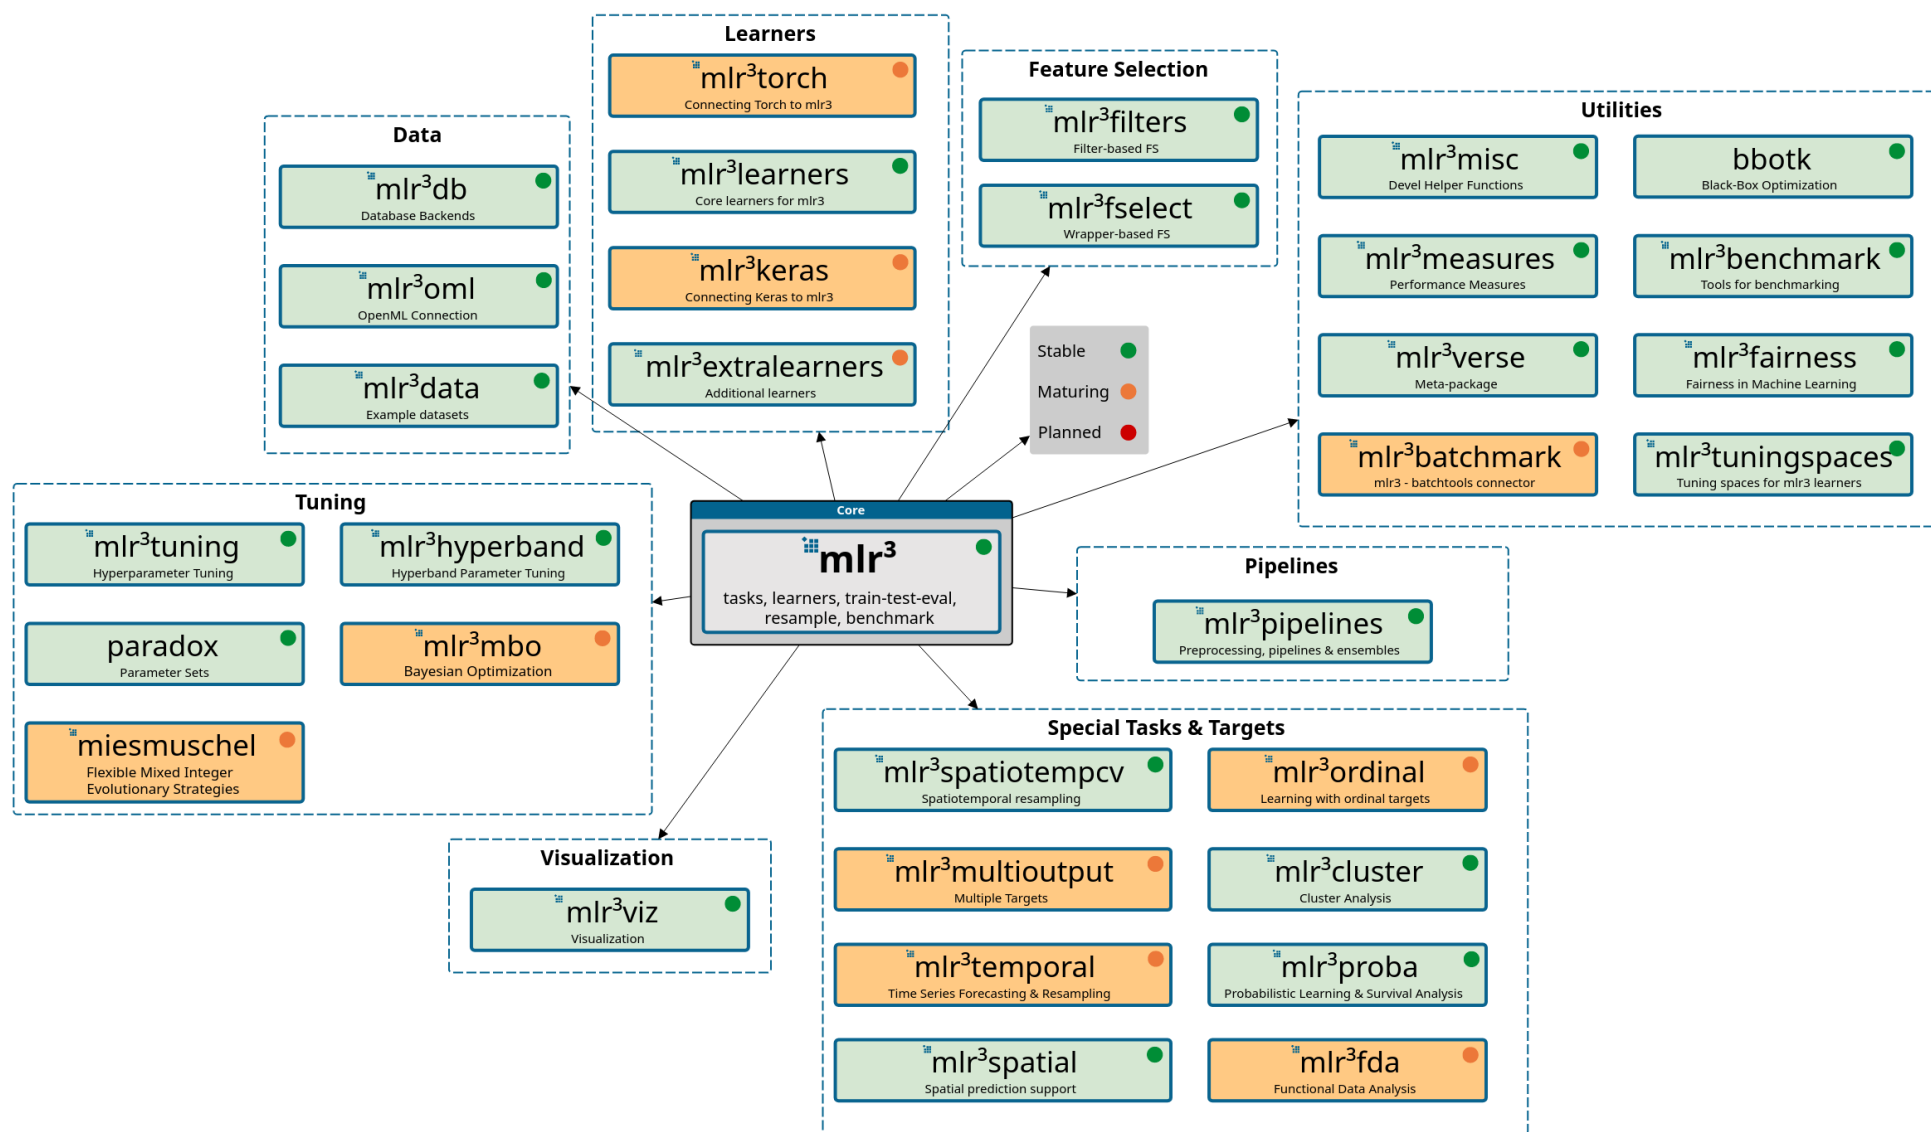 Learners
mlr³torch
Connecting Torch to mlr3
mlr³learners
Core learners for mlr3
mlr³keras
Connecting Keras to mlr3
mlr³extralearners
Additional learners
Feature Selection
mlr³filters
Filter-based FS
mlr³fselect
Wrapper-based FS
Utilities
mlr³misc
Devel Helper Functions
bbotk
Black-Box Optimization
mlr³measures
Performance Measures
mlr³benchmark
Tools for benchmarking
mlr³verse
Meta-package
mlr³fairness
Fairness in Machine Learning
mlr³batchmark
mlr3 - batchtools connector
mlr³tuningspaces
Tuning spaces for mlr3 learners
Data
mlr³db
Database Backends
mlr³oml
OpenML Connection
mlr³data
Example datasets
Stable
Maturing
Planned
Tuning
mlr³tuning
Hyperparameter Tuning
mlr³hyperband
Hyperband Parameter Tuning
paradox
Parameter Sets
mlr³mbo
Bayesian Optimization
miesmuschel
Flexible Mixed Integer
Evolutionary Strategies
Core
mlr³
tasks, learners, train-test-eval,
resample, benchmark
Pipelines
mlr³pipelines
Preprocessing, pipelines & ensembles
Visualization
mlr³viz
Visualization
Special Tasks & Targets
mlr³spatiotempcv
Spatiotemporal resampling
mlr³ordinal
Learning with ordinal targets
mlr³multioutput
Multiple Targets
mlr³cluster
Cluster Analysis
mlr³temporal
Time Series Forecasting & Resampling
mlr³proba
Probabilistic Learning & Survival Analysis
mlr³spatial
Spatial prediction support
mlr³fda
Functional Data Analysis